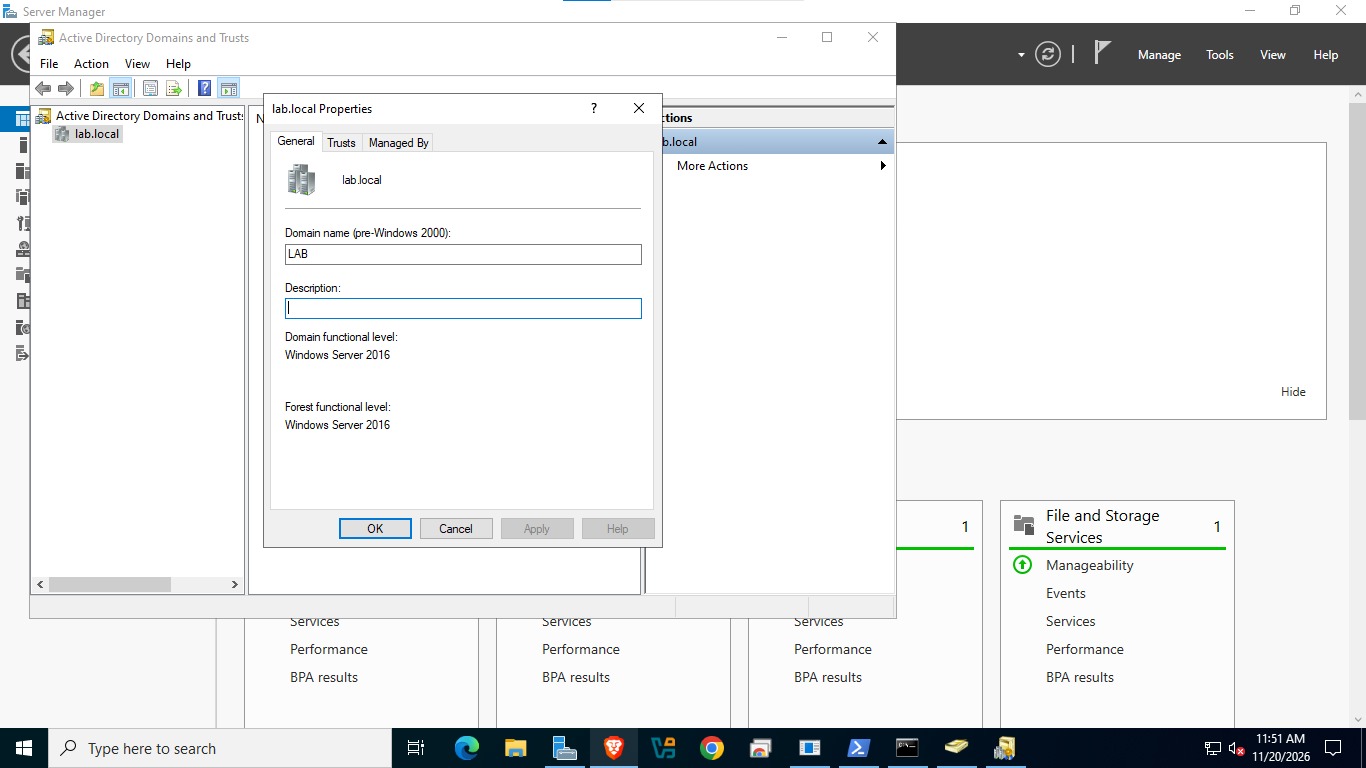 Server Manager
Active Directory Domains and Trusts
File Action View Help
Manage Tools View Help
Active Directory Domains and Trusts
lab.local
N
lab.local Properties
?
General Trusts Managed By
lab.local
Domain name (pre-Windows 2000):
LAB
Description:
Domain functional level:
Windows Server 2016
Forest functional level:
Windows Server 2016
OK Cancel Apply Help
ctions
b.local
More Actions
Hide
1
File and Storage
Services
1
Manageability
Events
Services
Performance
BPA results
Services
Performance
BPA results
Services
Performance
BPA results
Services
Performance
BPA results
Type here to search
11:51 AM
11/20/2026